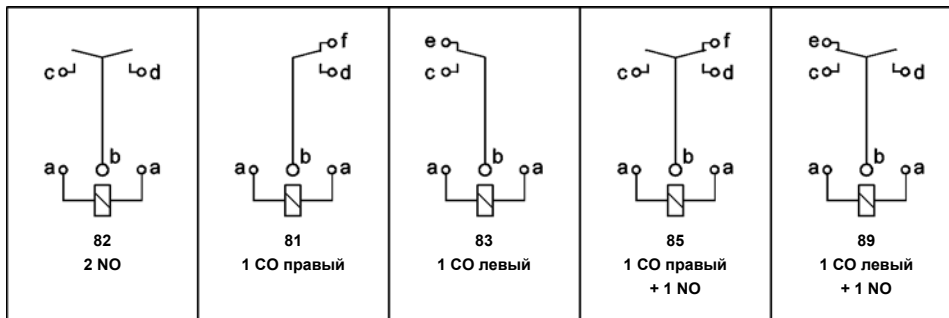 f e f e
c d d c c d c d
b b b b b
a a a a a a a a a a
82 81 83 85 89
2 NO 1 CO правый 1 CO левый 1 CO правый 1 CO левый
+ 1 NO + 1 NO